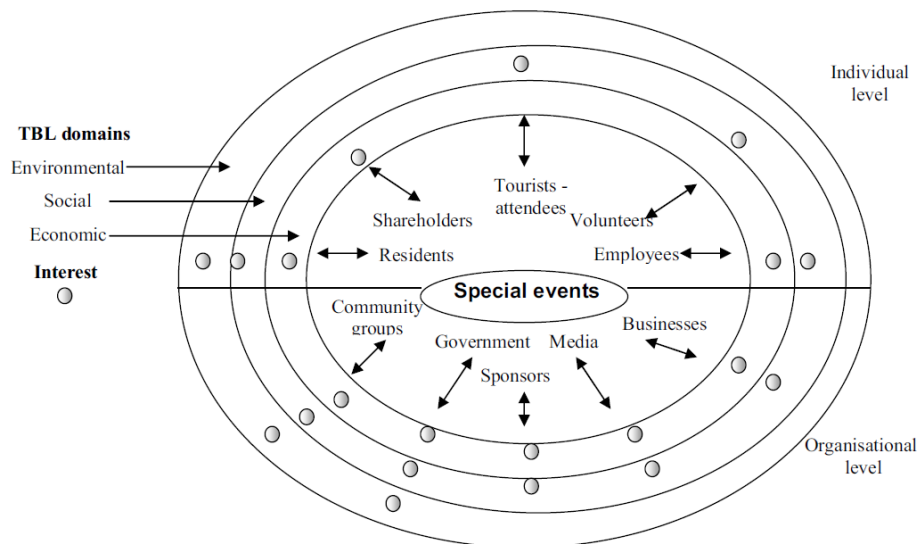 Individual
level
TBL domains
Environmental
Social
Economic
Interest
Tourists -
attendees
Shareholders
Volunteers
Residents
Employees
Special events
Community
groups
Government
Media
Businesses
Sponsors
Organisational
level